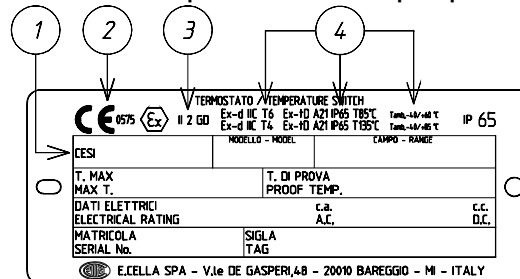 1 2 3 4
TERMOSTATO / TEMPERATURE SWITCH
CE 0575 Ex II 2 GD Ex-d IIC T6 Ex-tD A21 IP65 T85°C Tamb.-40/+60 °C IP 65
Ex-d IIC T4 Ex-tD A21 IP65 T135°C Tamb.-40/+85 °C
CESI MODELLO - MODEL CAMPO - RANGE
T. MAX T. DI PROVA
MAX T. PROOF TEMP.
DATI ELETTRICI c.a. c.c.
ELECTRICAL RATING A.C. D.C.
MATRICOLA SIGLA
SERIAL No. TAG
E.CELLA SPA - V.le DE GASPERI,48 - 20010 BAREGGIO - MI - ITALY